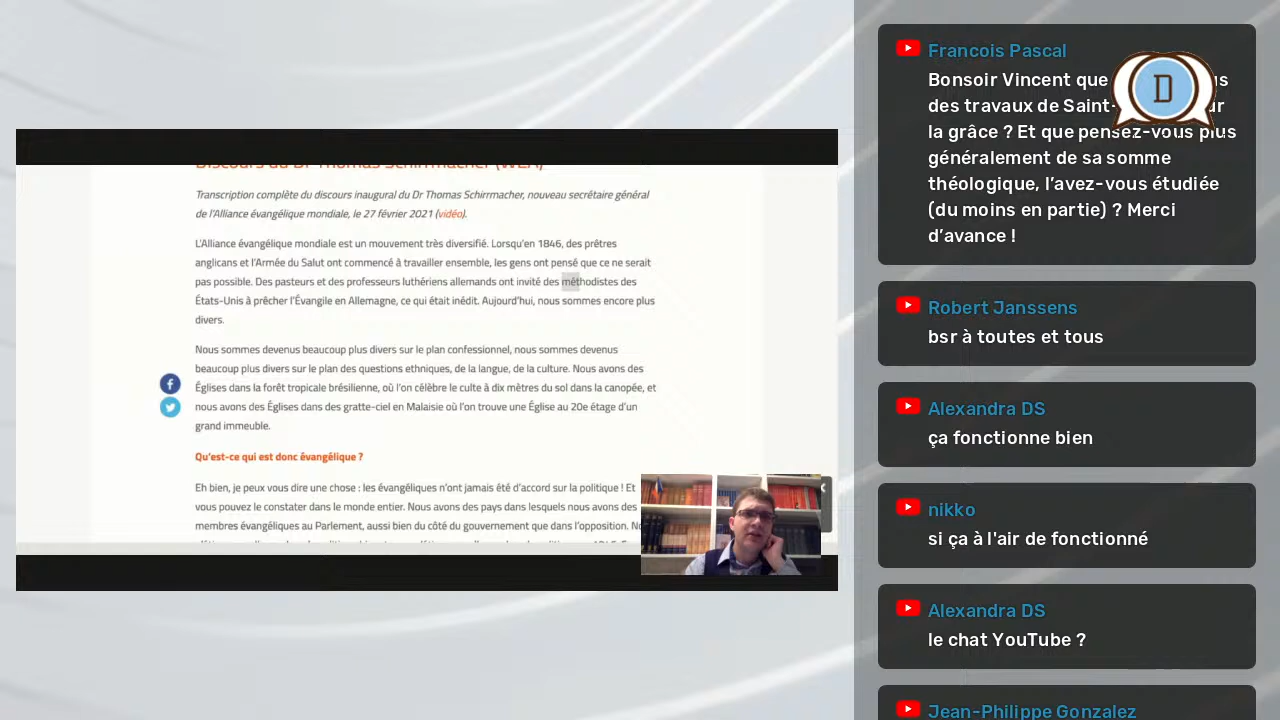 Transcription complète du discours inaugural du Dr Thomas Schirrmacher, nouveau secrétaire général
de l'Alliance évangélique mondiale, le 27 février 2021 (vidéo).
L'Alliance évangélique mondiale est un mouvement très diversifié. Lorsqu'en 1846, des prêtres
anglicans et l'Armée du Salut ont commencé à travailler ensemble, les gens ont pensé que ce ne serait
pas possible. Des pasteurs et des professeurs luthériens allemands ont invité des méthodistes des
États-Unis à prêcher l'Évangile en Allemagne, ce qui était inédit. Aujourd'hui, nous sommes encore plus
divers.
Nous sommes devenus beaucoup plus divers sur le plan confessionnel, nous sommes devenus
beaucoup plus divers sur le plan des questions ethniques, de la langue, de la culture. Nous avons des
Églises dans la forêt tropicale brésilienne, où l'on célèbre le culte à dix mètres du sol dans la canopée, et
nous avons des Églises dans des gratte-ciel en Malaisie où l'on trouve une Église au 20e étage d'un
grand immeuble.
Qu'est-ce qui est donc évangélique ?
Eh bien, je peux vous dire une chose : les évangéliques n'ont jamais été d'accord sur la politique ! Et
vous pouvez le constater dans le monde entier. Nous avons des pays dans lesquels nous avons des
membres évangéliques au Parlement, aussi bien du côté du gouvernement que dans l'opposition.
Francois Pascal
Bonsoir Vincent que
des travaux de Saint-
la grâce ? Et que pensez-vous plus
généralement de sa somme
théologique, l'avez-vous étudiée
(du moins en partie) ? Merci
d'avance !
D
Robert Janssens
bsr à toutes et tous
Alexandra DS
ça fonctionne bien
nikko
si ça à l'air de fonctionné
Alexandra DS
le chat YouTube ?
Jean-Philippe Gonzalez